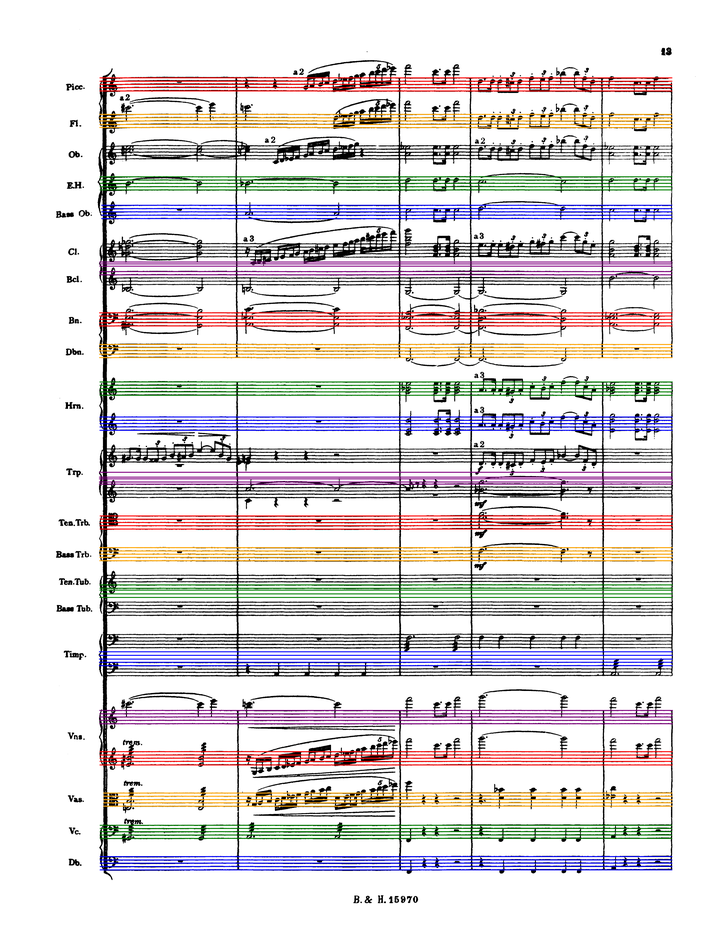 13
Picc.
a 2
a 2
Fl.
Ob.
a 2
a 2
E.H.
Bass Ob.
Cl.
a 3
a 3
Bcl.
Bn.
Dbn.
Hrn.
a 3
a 3
Trp.
a 2
f
mf
Ten. Trb.
mf
Bass Trb.
mf
Ten. Tub.
Bass Tub.
Timp.
Vns.
trem.
Vas.
trem.
Vc.
trem.
Db.
B. & H. 15970